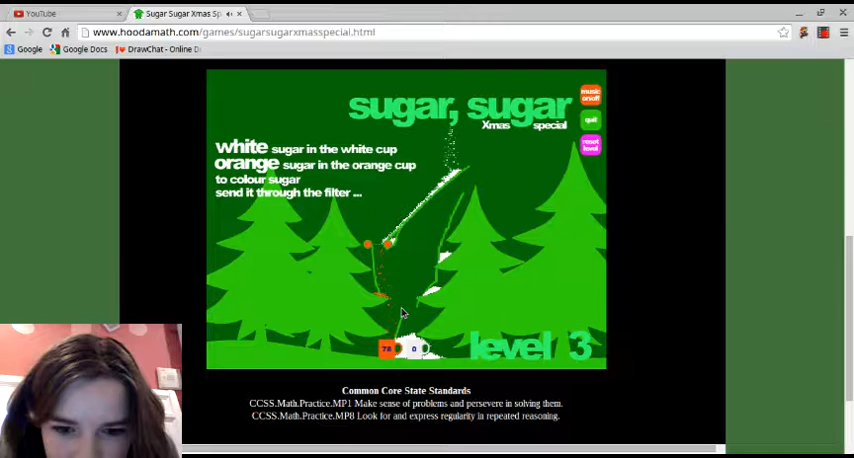 YouTube
Sugar Sugar Xmas Sp
www.hoodamath.com/games/sugarsugarxmasspecial.html
Google
Google Docs
DrawChat - Online D
sugar, sugar
Xmas special
music on/off
quit
reset level
white sugar in the white cup
orange sugar in the orange cup
to colour sugar
send it through the filter ...
78
0
level 3
Common Core State Standards
CCSS.Math.Practice.MP1 Make sense of problems and persevere in solving them.
CCSS.Math.Practice.MP8 Look for and express regularity in repeated reasoning.